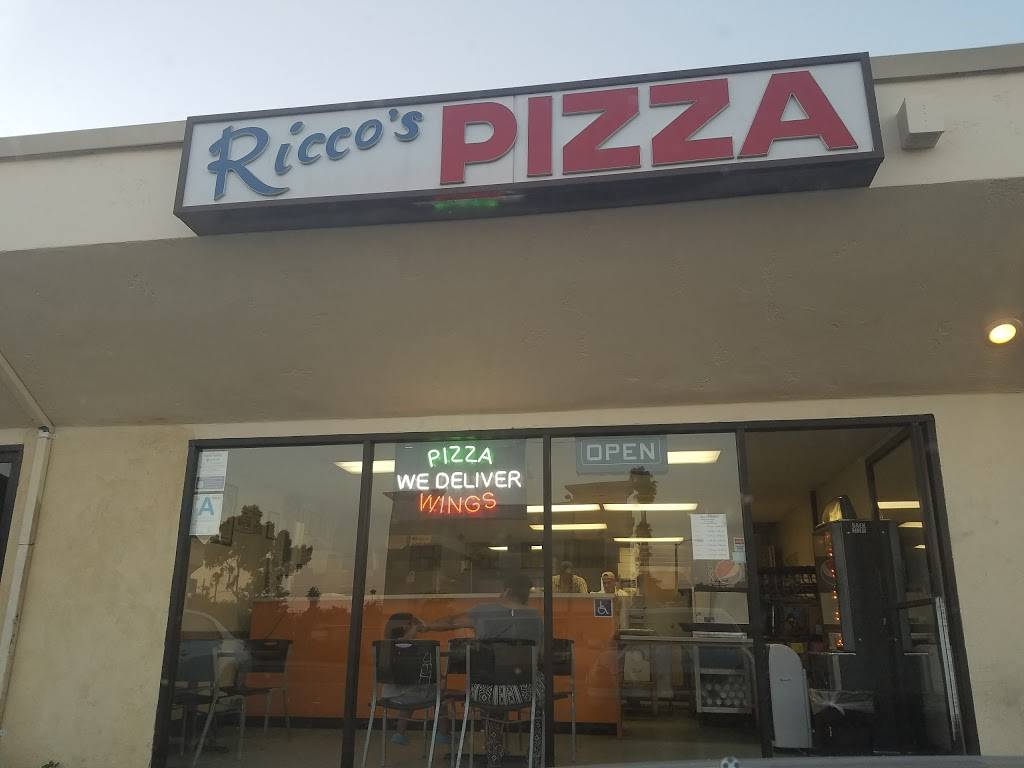 Ricco's PIZZA
PIZZA
WE DELIVER
WINGS
OPEN
A